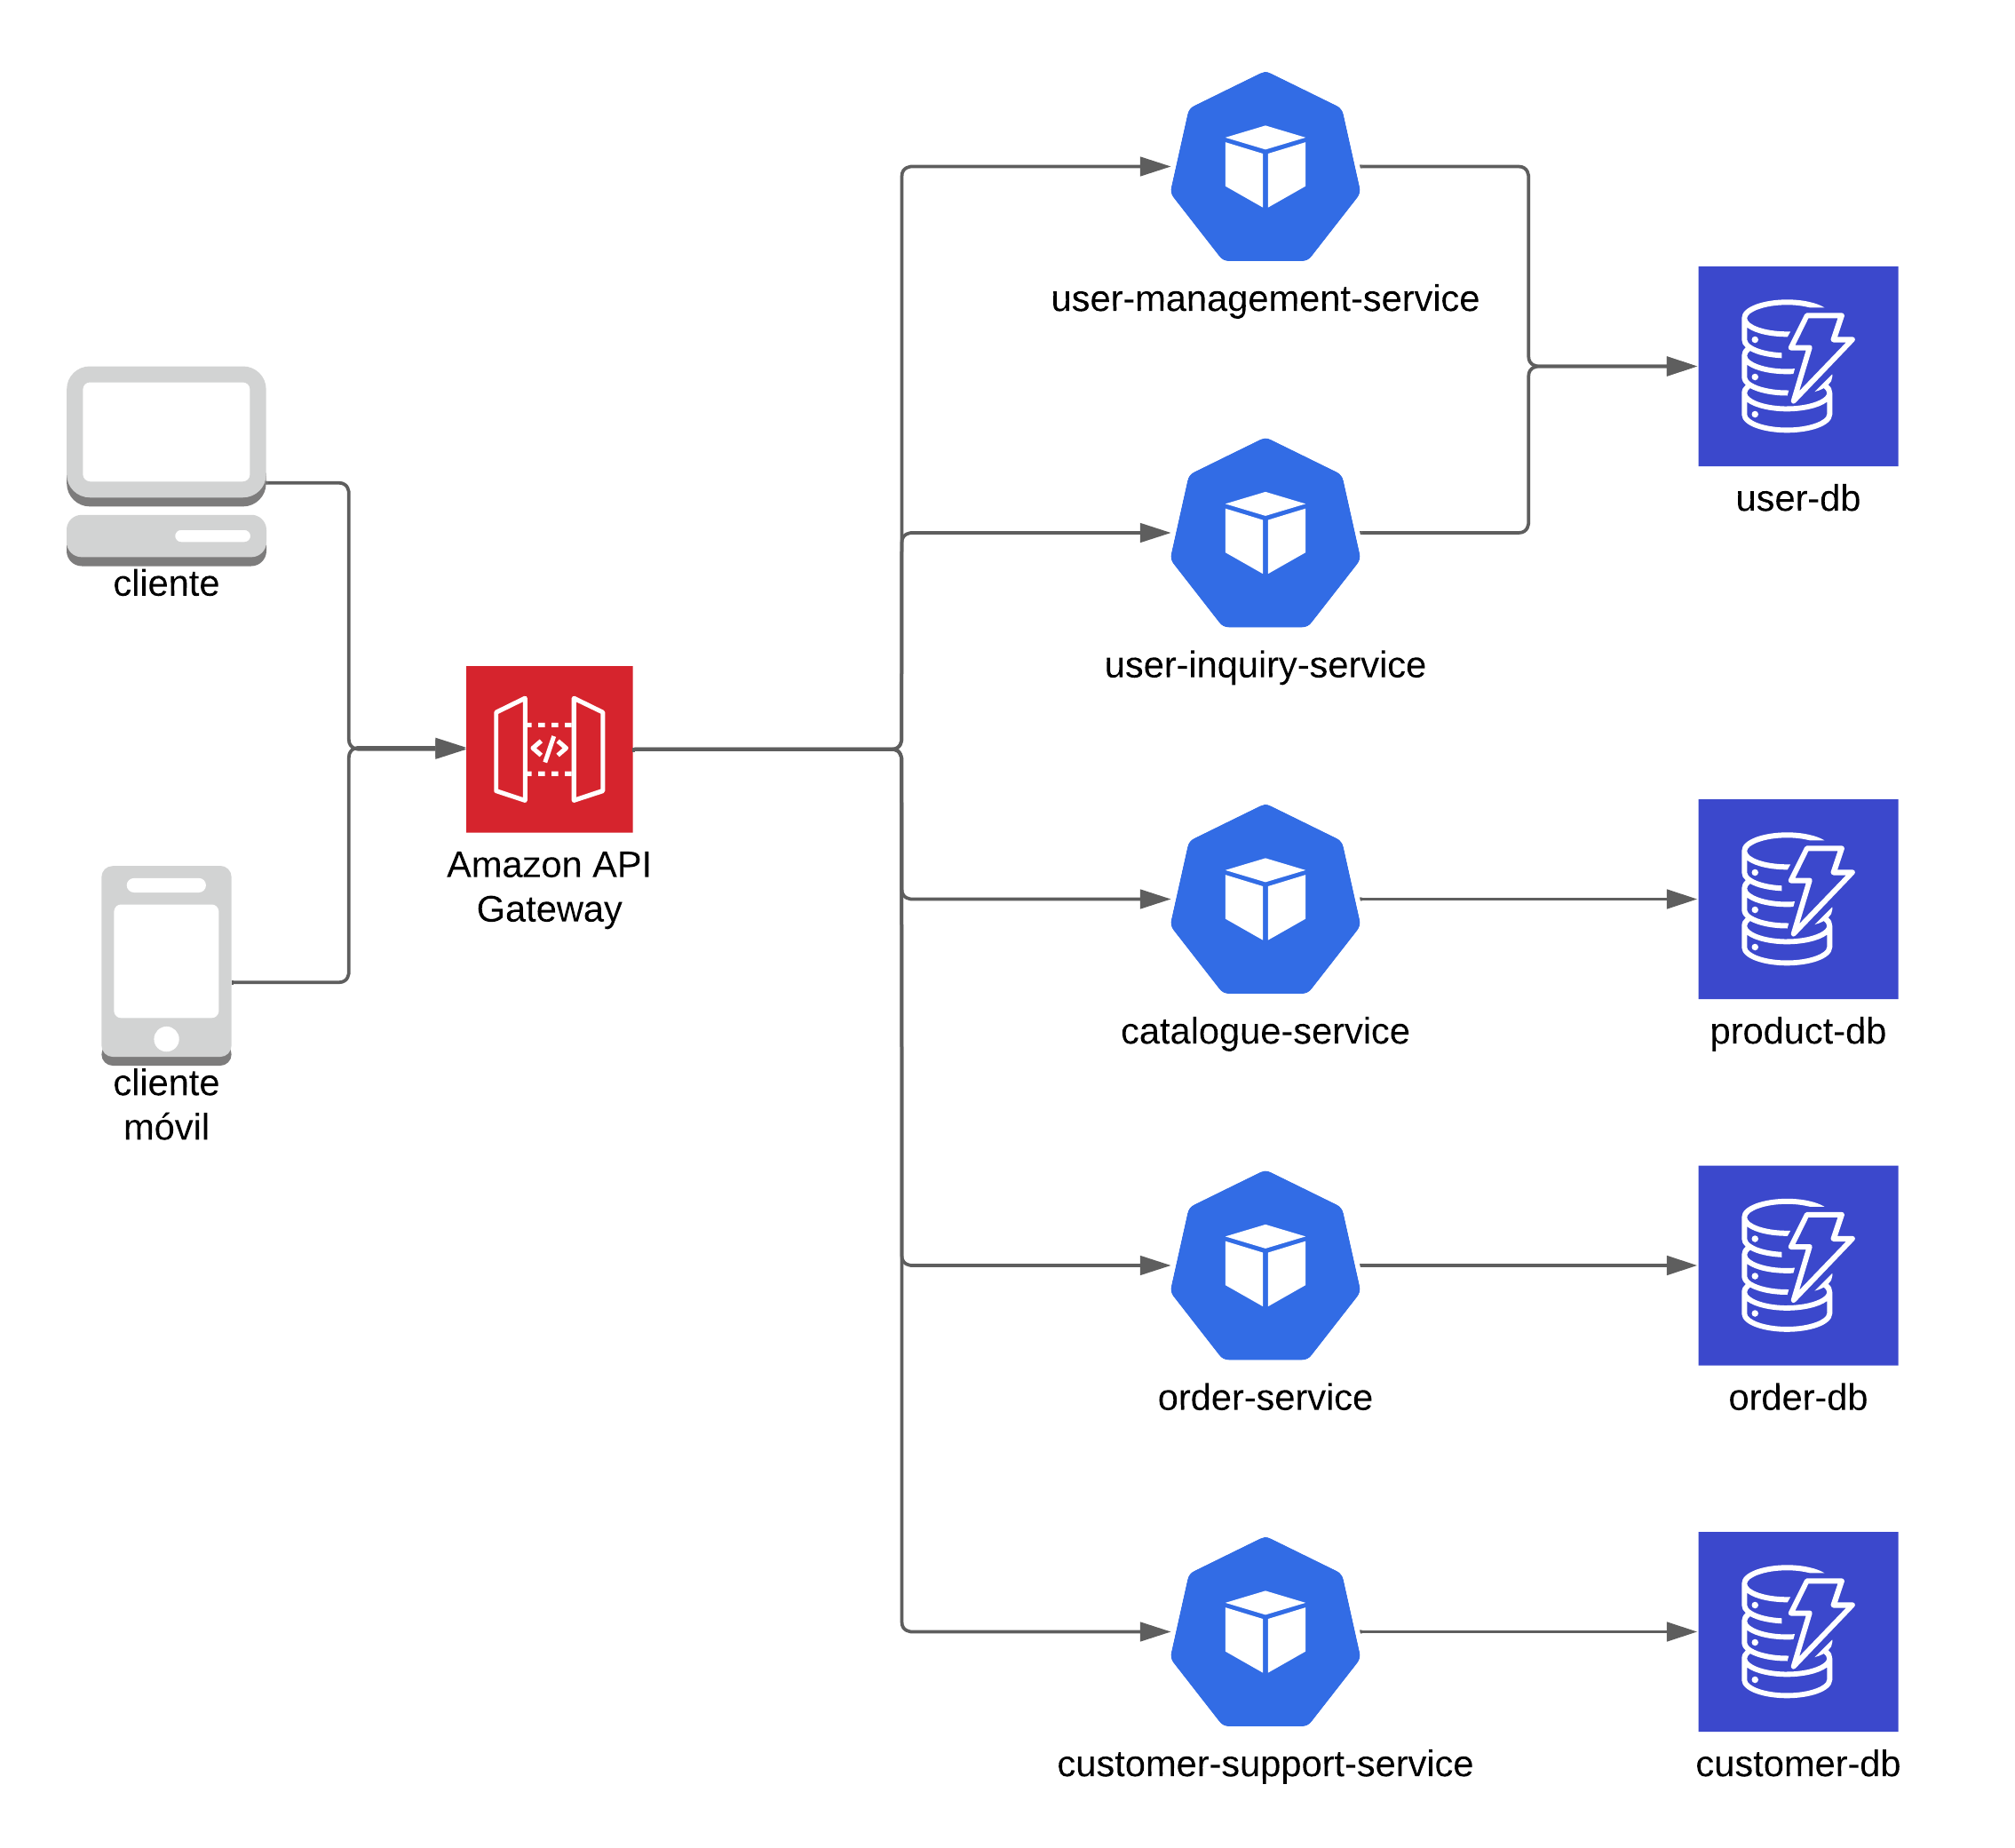 user-management-service
user-db
cliente
user-inquiry-service
Amazon API
Gateway
catalogue-service
product-db
cliente
móvil
order-service
order-db
customer-support-service
customer-db